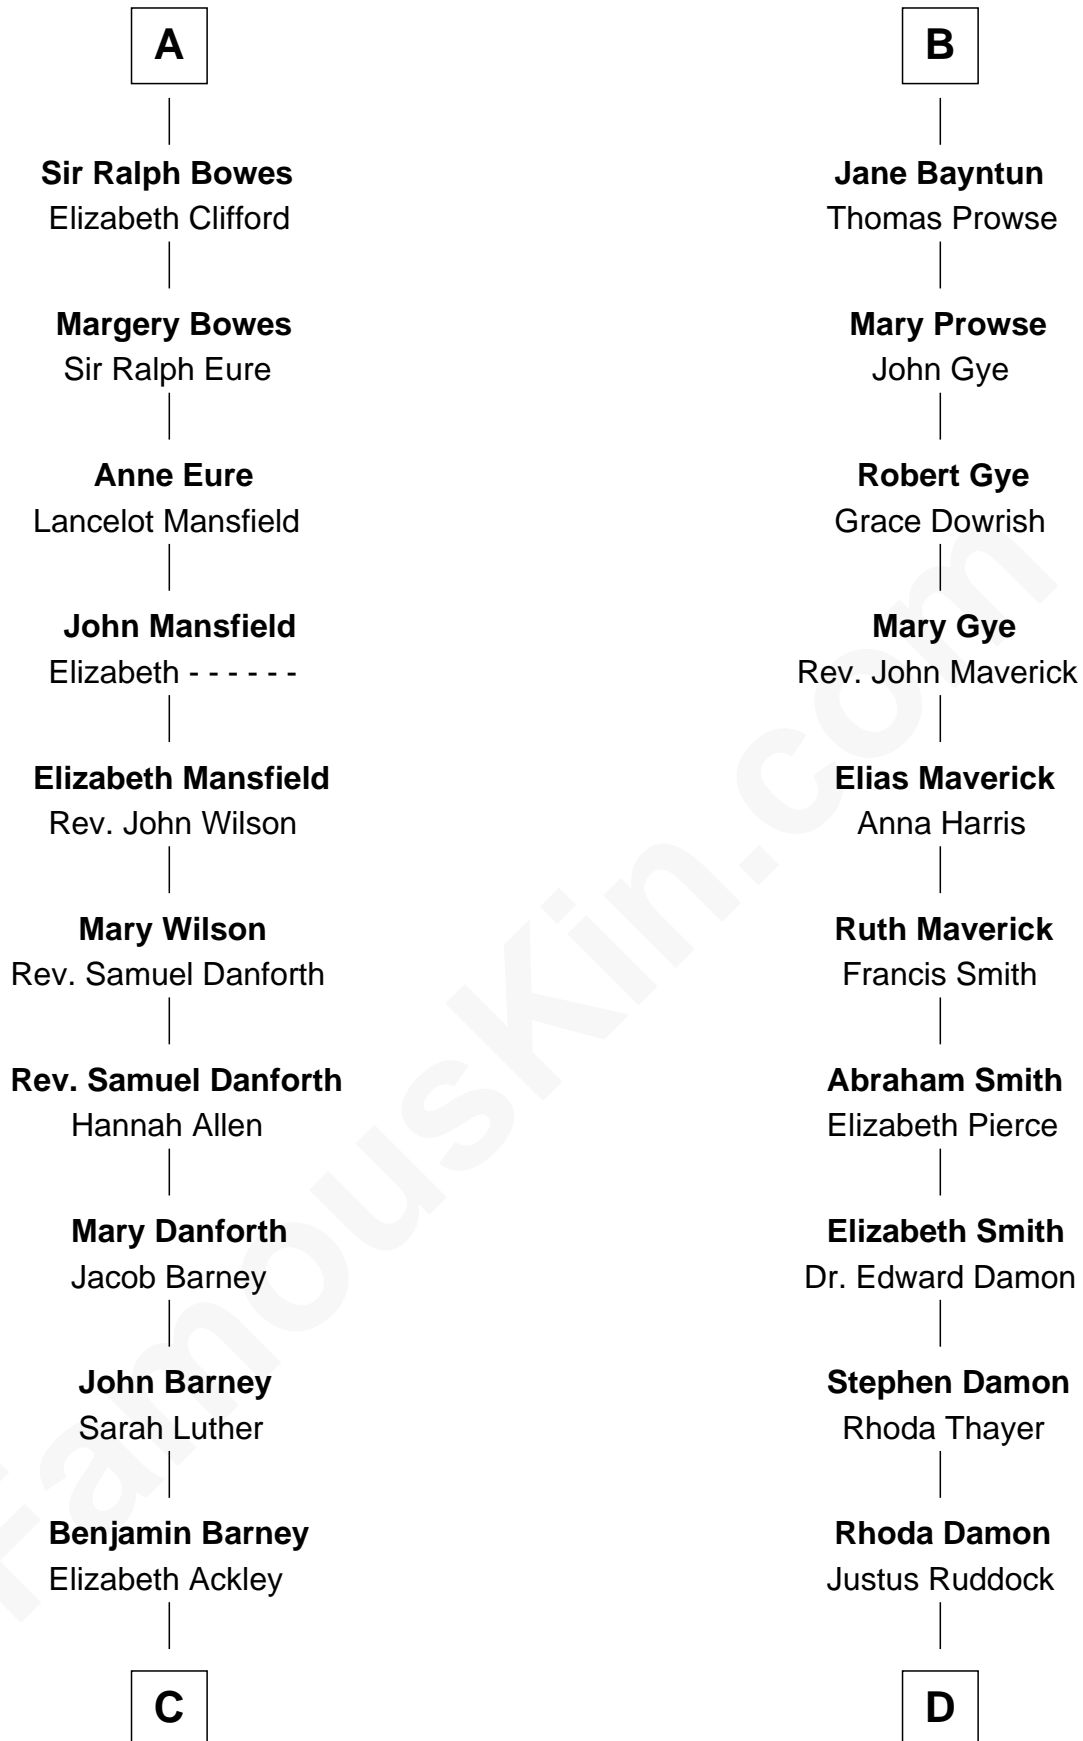 A
Sir Ralph Bowes
Elizabeth Clifford
Margery Bowes
Sir Ralph Eure
Anne Eure
Lancelot Mansfield
John Mansfield
Elizabeth - - - - - -
Elizabeth Mansfield
Rev. John Wilson
Mary Wilson
Rev. Samuel Danforth
Rev. Samuel Danforth
Hannah Allen
Mary Danforth
Jacob Barney
John Barney
Sarah Luther
Benjamin Barney
Elizabeth Ackley
C
B
Jane Bayntun
Thomas Prowse
Mary Prowse
John Gye
Robert Gye
Grace Dowrish
Mary Gye
Rev. John Maverick
Elias Maverick
Anna Harris
Ruth Maverick
Francis Smith
Abraham Smith
Elizabeth Pierce
Elizabeth Smith
Dr. Edward Damon
Stephen Damon
Rhoda Thayer
Rhoda Damon
Justus Ruddock
D
FamousKin.com